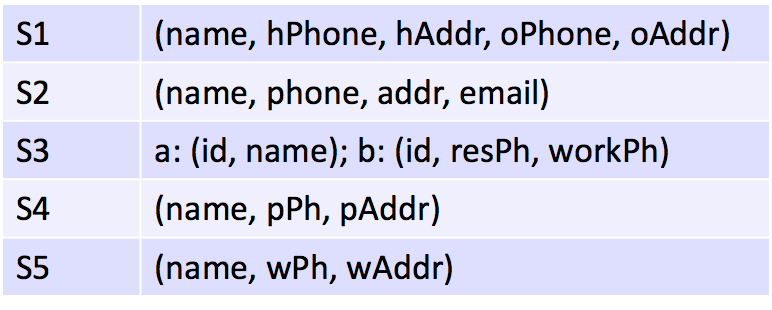 S1 (name, hPhone, hAddr, oPhone, oAddr)
S2 (name, phone, addr, email)
S3 a: (id, name); b: (id, resPh, workPh)
S4 (name, pPh, pAddr)
S5 (name, wPh, wAddr)